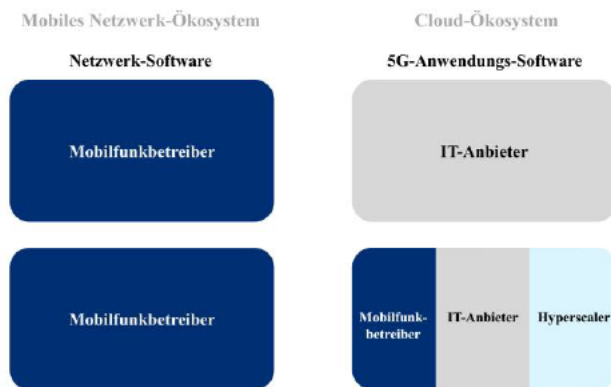 Mobiles Netzwerk-Ökosystem
Cloud-Ökosystem
Netzwerk-Software
5G-Anwendungs-Software
Mobilfunkbetreiber
IT-Anbieter
Mobilfunkbetreiber
Mobilfunk-
betreiber
IT-Anbieter
Hyperscaler